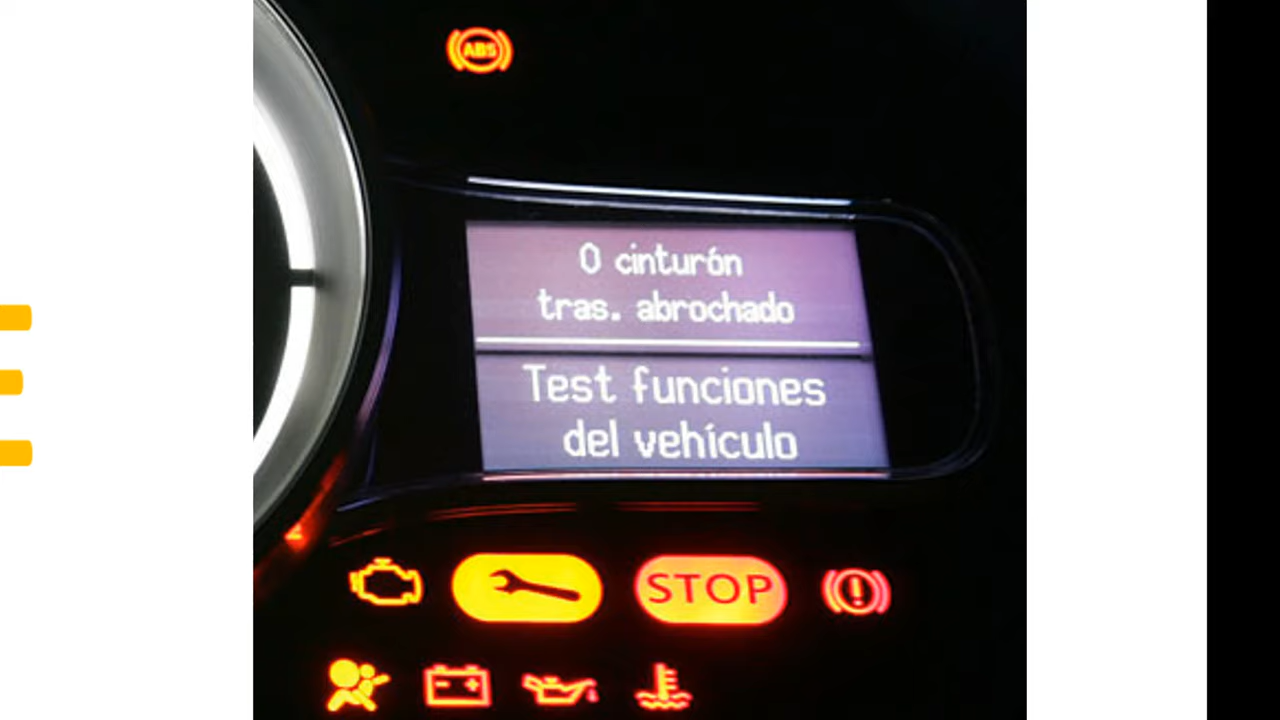 ABS
0 cinturón
tras. abrochado
Test funciones
del vehículo
STOP